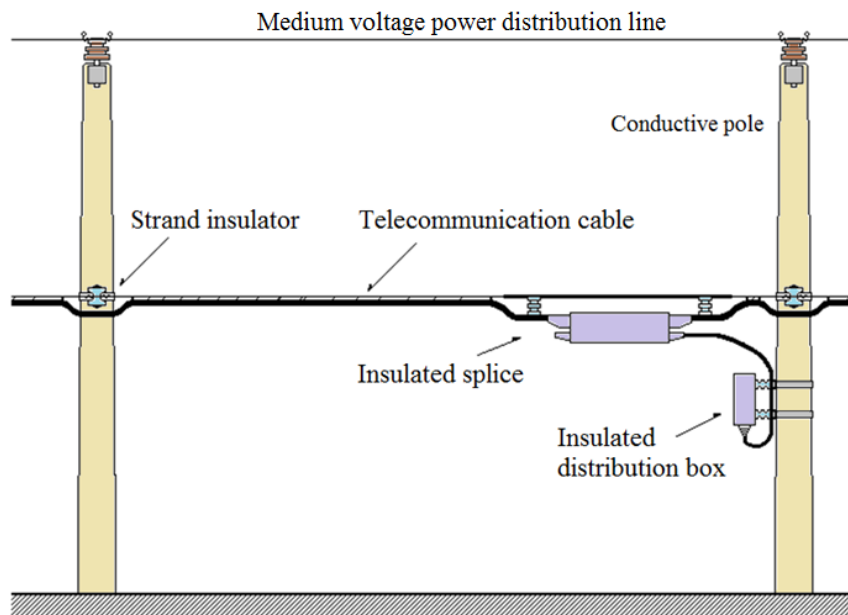 Medium voltage power distribution line
Conductive pole
Strand insulator
Telecommunication cable
Insulated splice
Insulated
distribution box